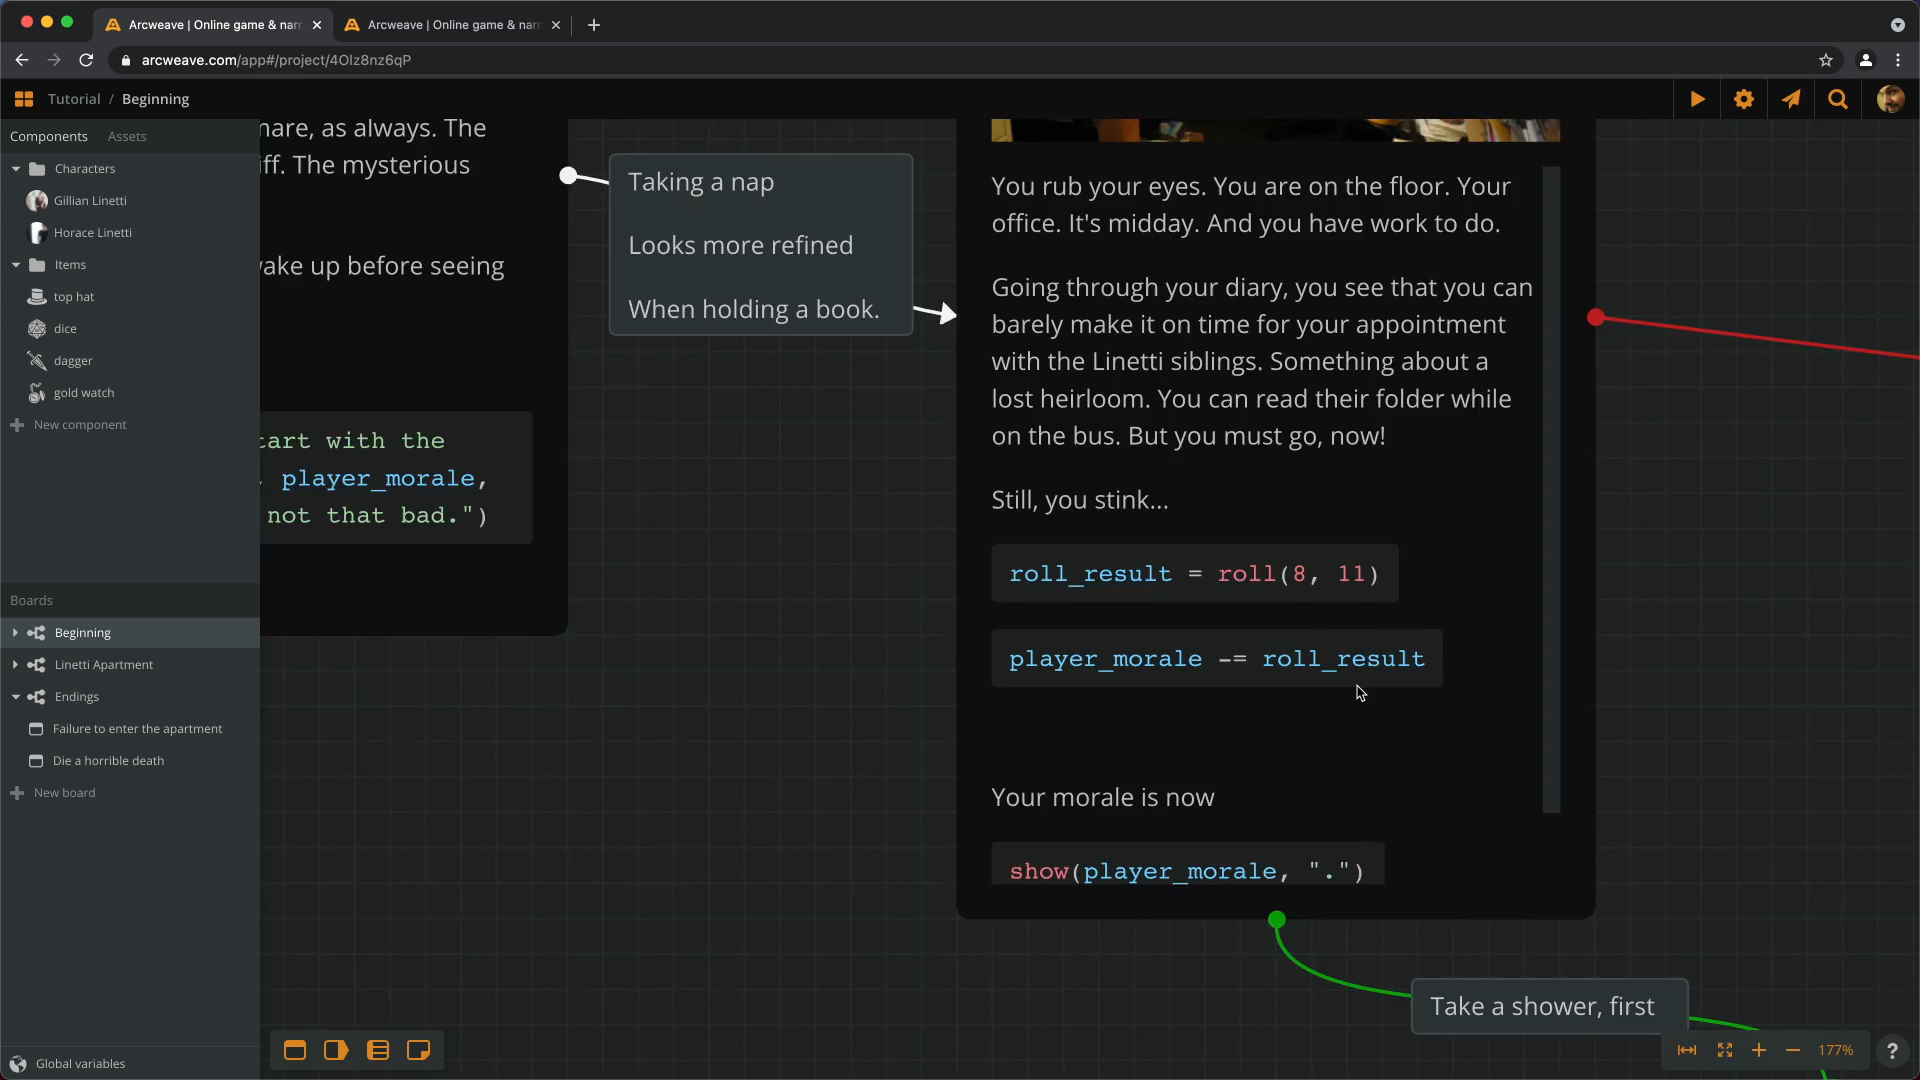 Arcweave | Online game & narr
Arcweave | Online game & narr
arcweave.com/app#/project/4Olz8nz6qP
Tutorial / Beginning
Components Assets
Characters
Gillian Linetti
Horace Linetti
Items
top hat
dice
dagger
gold watch
New component
Boards
Beginning
Linetti Apartment
Endings
Failure to enter the apartment
Die a horrible death
New board
Global variables
mare, as always. The
iff. The mysterious
wake up before seeing
tart with the
, player_morale,
not that bad.")
Taking a nap
Looks more refined
When holding a book.
You rub your eyes. You are on the floor. Your
office. It's midday. And you have work to do.
Going through your diary, you see that you can
barely make it on time for your appointment
with the Linetti siblings. Something about a
lost heirloom. You can read their folder while
on the bus. But you must go, now!
Still, you stink...
roll_result = roll(8, 11)
player_morale -= roll_result
Your morale is now
show(player_morale, ".")
Take a shower, first
177%
?